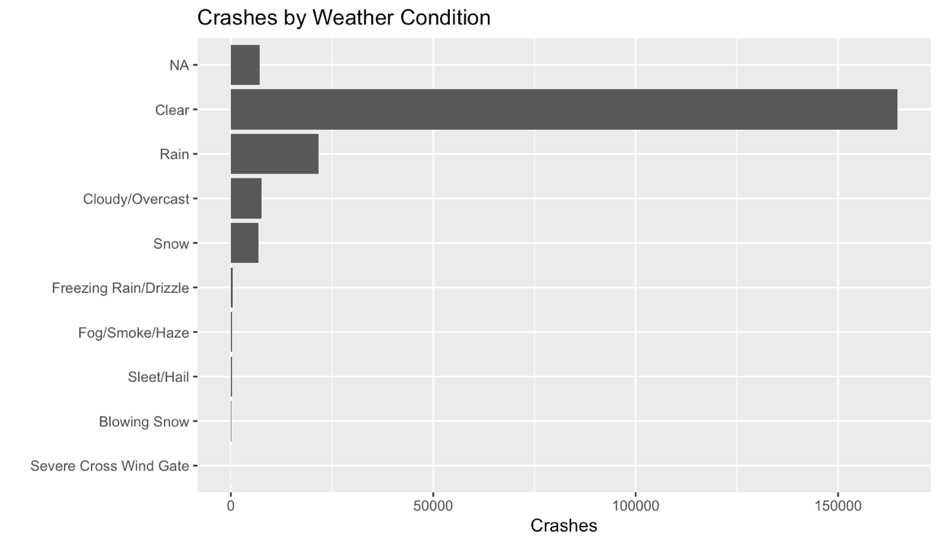 Crashes by Weather Condition
NA
Clear
Rain
Cloudy/Overcast
Snow
Freezing Rain/Drizzle
Fog/Smoke/Haze
Sleet/Hail
Blowing Snow
Severe Cross Wind Gate
0 50000 100000 150000
Crashes